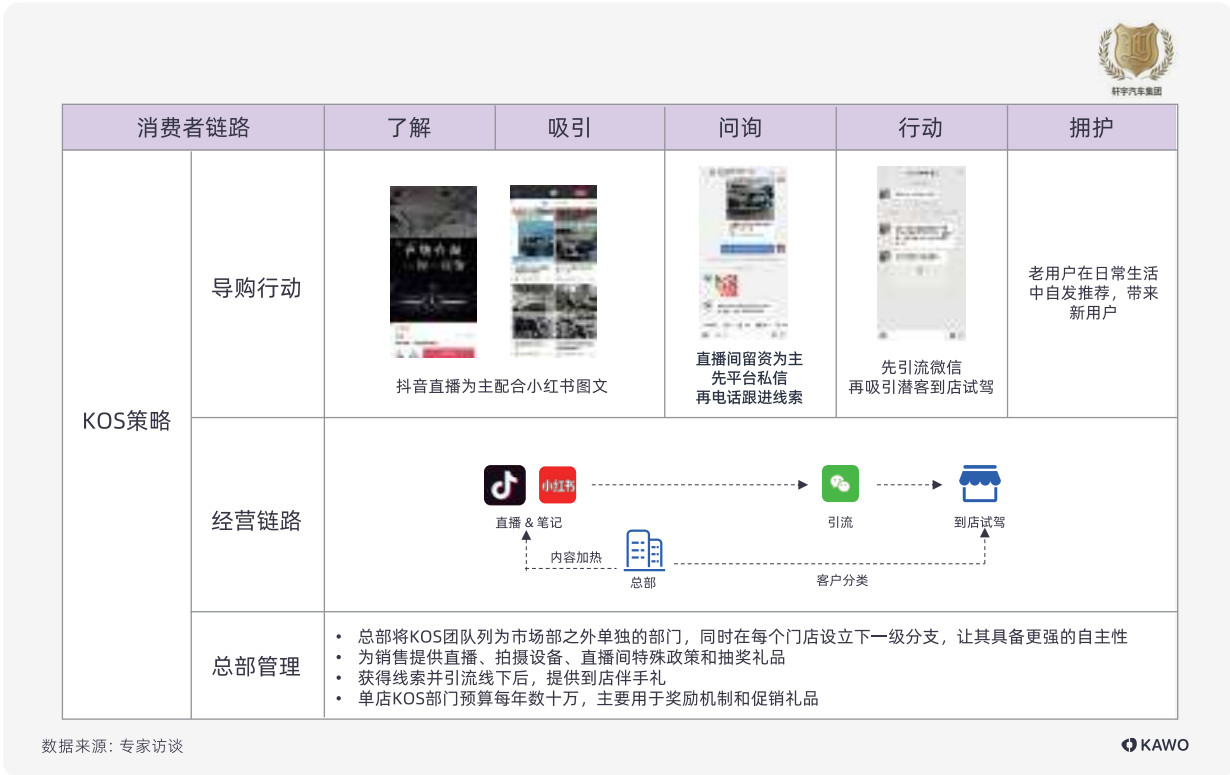 轩宇汽车集团
消费者链路
了解
吸引
问询
行动
拥护
KOS策略
导购行动
抖音直播为主配合小红书图文
直播间留资为主
先平台私信
再电话跟进线索
先引流微信
再吸引潜客到店试驾
老用户在日常生活
中自发推荐，带来
新用户
经营链路
小红书
直播 & 笔记
引流
到店试驾
内容加热
总部
客户分类
总部管理
• 总部将KOS团队列为市场部之外单独的部门，同时在每个门店设立下一级分支，让其具备更强的自主性
• 为销售提供直播、拍摄设备、直播间特殊政策和抽奖礼品
• 获得线索并引流线下后，提供到店伴手礼
• 单店KOS部门预算每年数十万，主要用于奖励机制和促销礼品
数据来源: 专家访谈
KAWO